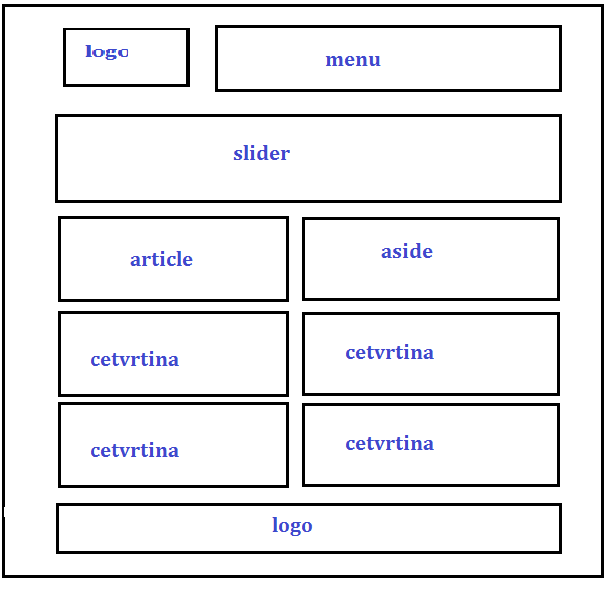 logo
menu
slider
article
aside
cetvrtina
cetvrtina
cetvrtina
cetvrtina
logo